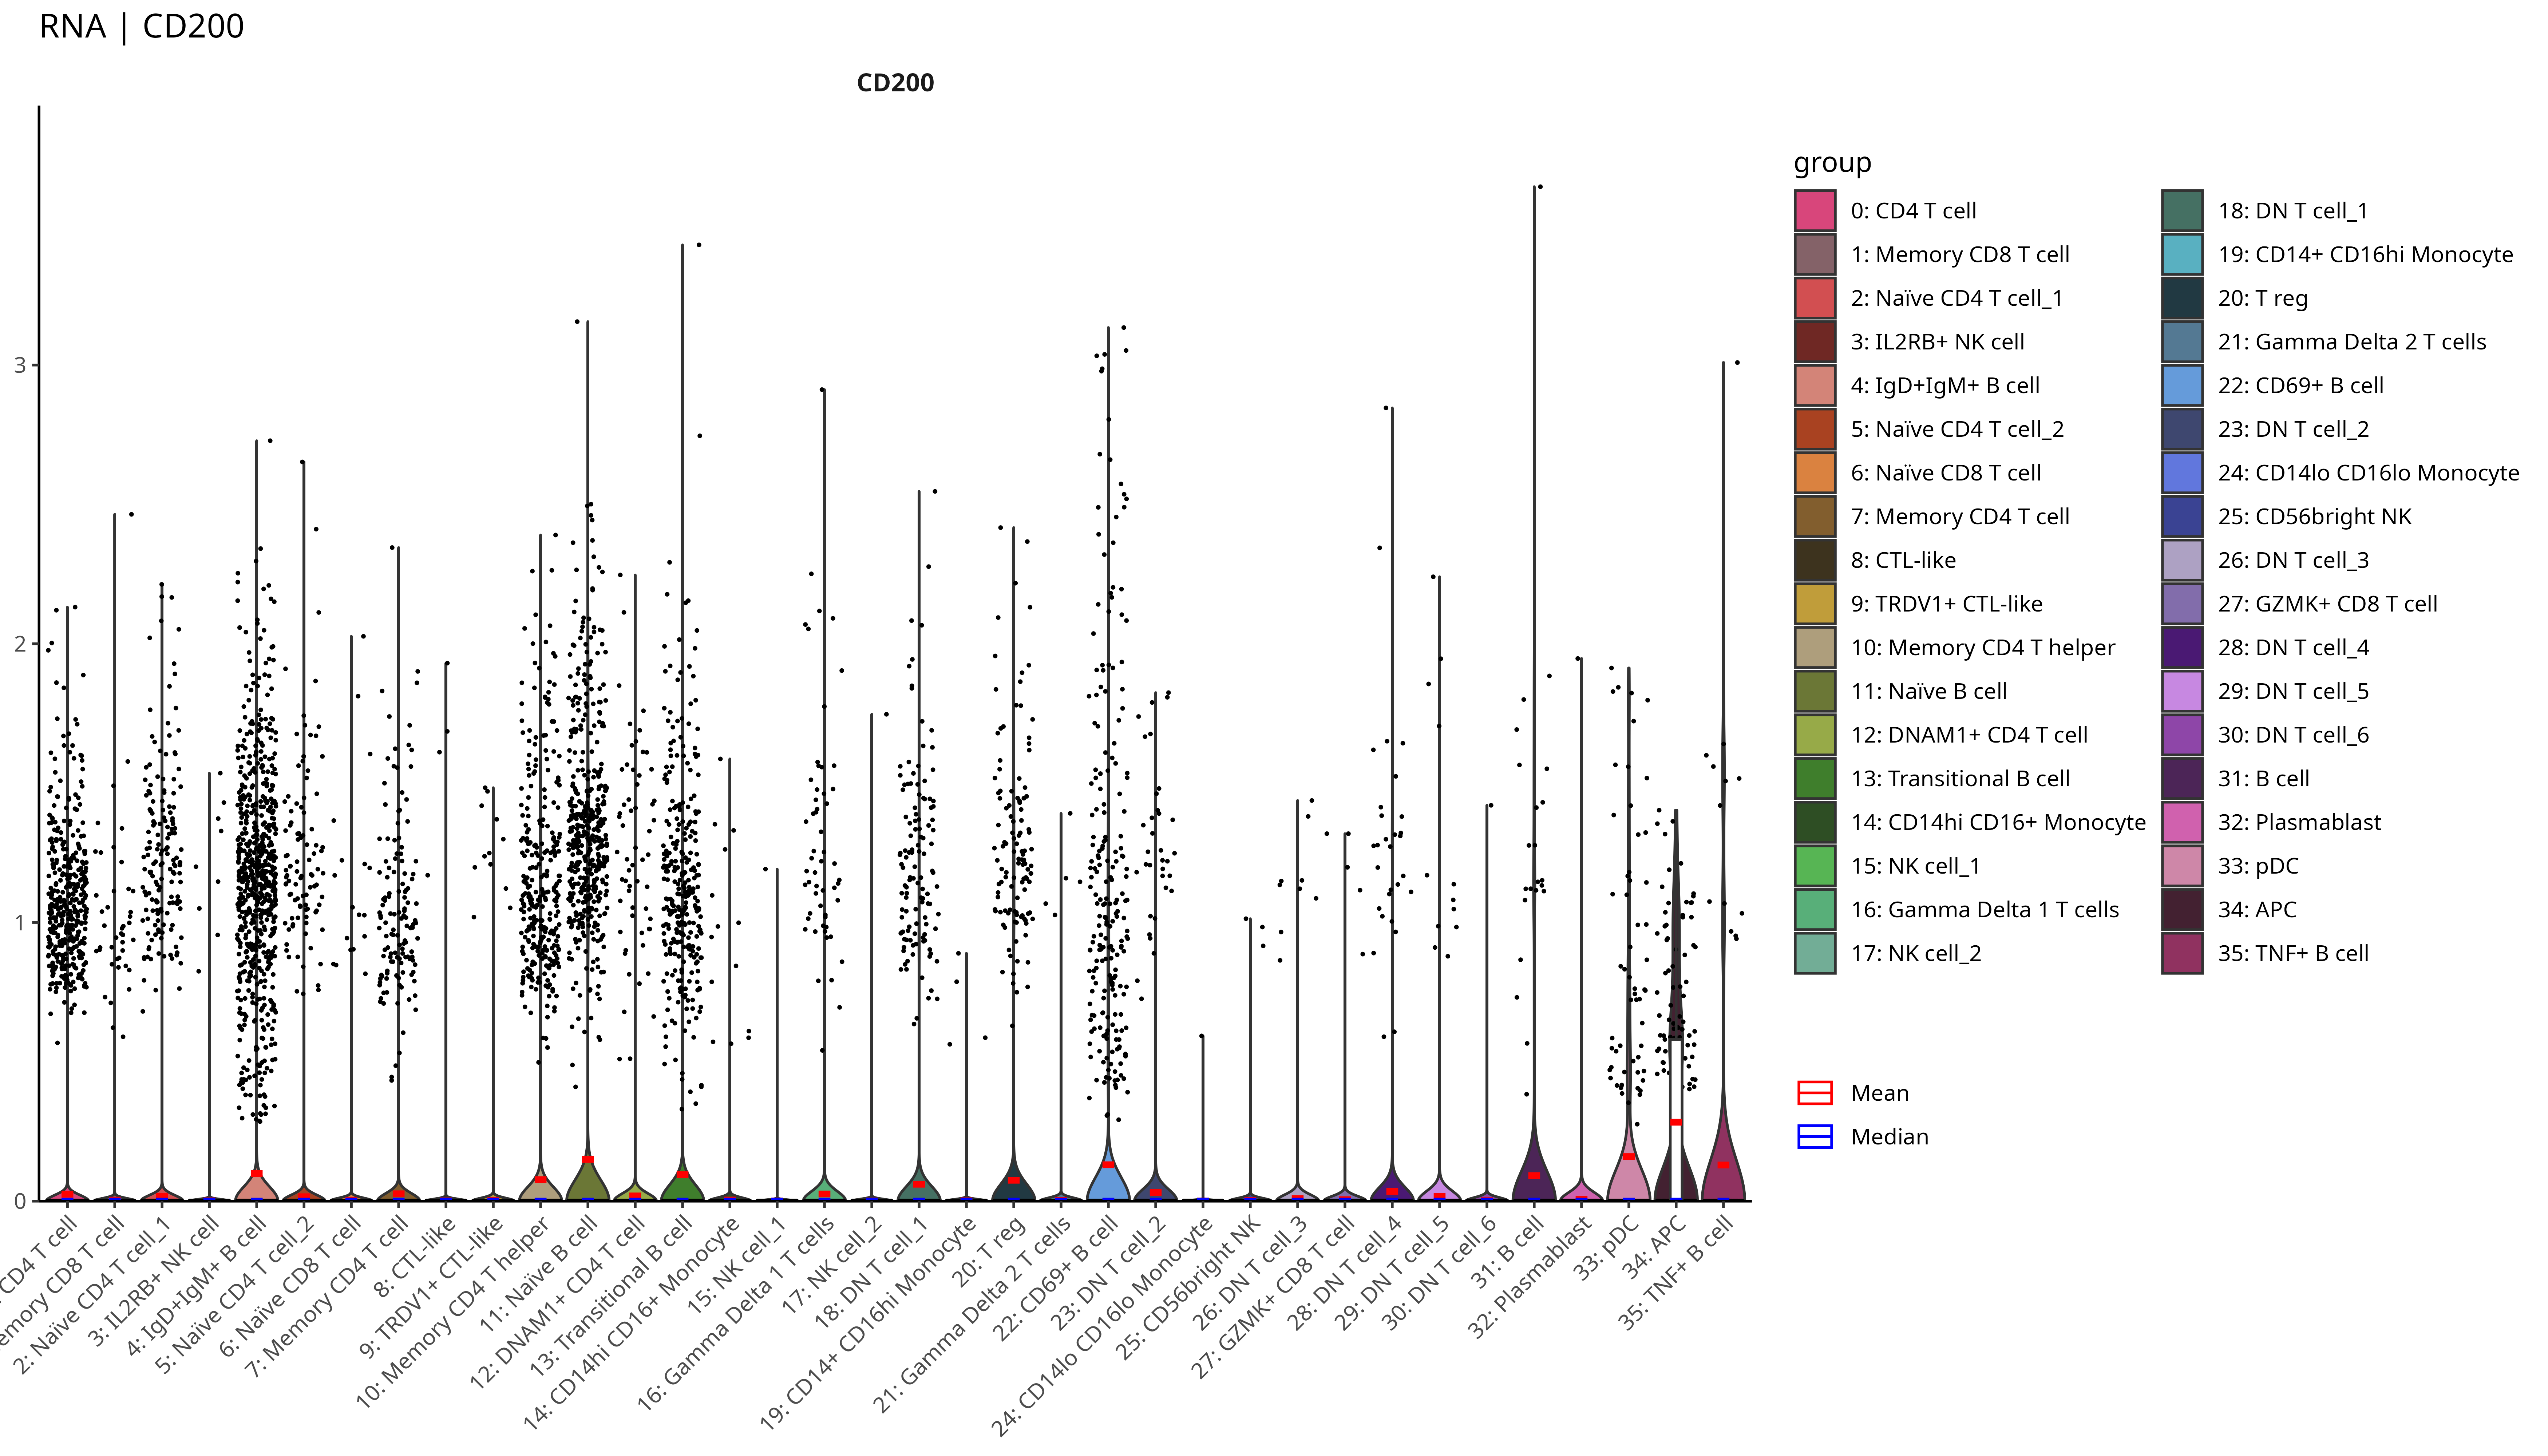 RNA | CD200
CD200
3
2
1
0
CD4 T cell
emory CD8 T cell
2: Naïve CD4 T cell_1
3: IL2RB+ NK cell
4: IgD+IgM+ B cell
5: Naïve CD4 T cell_2
6: Naïve CD8 T cell
7: Memory CD4 T cell
8: CTL-like
9: TRDV1+ CTL-like
10: Memory CD4 T helper
11: Naïve B cell
12: DNAM1+ CD4 T cell
13: Transitional B cell
14: CD14hi CD16+ Monocyte
15: NK cell_1
16: Gamma Delta 1 T cells
17: NK cell_2
18: DN T cell_1
19: CD14+ CD16hi Monocyte
20: T reg
21: Gamma Delta 2 T cells
22: CD69+ B cell
23: DN T cell_2
24: CD14lo CD16lo Monocyte
25: CD56bright NK
26: DN T cell_3
27: GZMK+ CD8 T cell
28: DN T cell_4
29: DN T cell_5
30: DN T cell_6
31: B cell
32: Plasmablast
33: pDC
34: APC
35: TNF+ B cell
group
0: CD4 T cell
1: Memory CD8 T cell
2: Naïve CD4 T cell_1
3: IL2RB+ NK cell
4: IgD+IgM+ B cell
5: Naïve CD4 T cell_2
6: Naïve CD8 T cell
7: Memory CD4 T cell
8: CTL-like
9: TRDV1+ CTL-like
10: Memory CD4 T helper
11: Naïve B cell
12: DNAM1+ CD4 T cell
13: Transitional B cell
14: CD14hi CD16+ Monocyte
15: NK cell_1
16: Gamma Delta 1 T cells
17: NK cell_2
18: DN T cell_1
19: CD14+ CD16hi Monocyte
20: T reg
21: Gamma Delta 2 T cells
22: CD69+ B cell
23: DN T cell_2
24: CD14lo CD16lo Monocyte
25: CD56bright NK
26: DN T cell_3
27: GZMK+ CD8 T cell
28: DN T cell_4
29: DN T cell_5
30: DN T cell_6
31: B cell
32: Plasmablast
33: pDC
34: APC
35: TNF+ B cell
Mean
Median